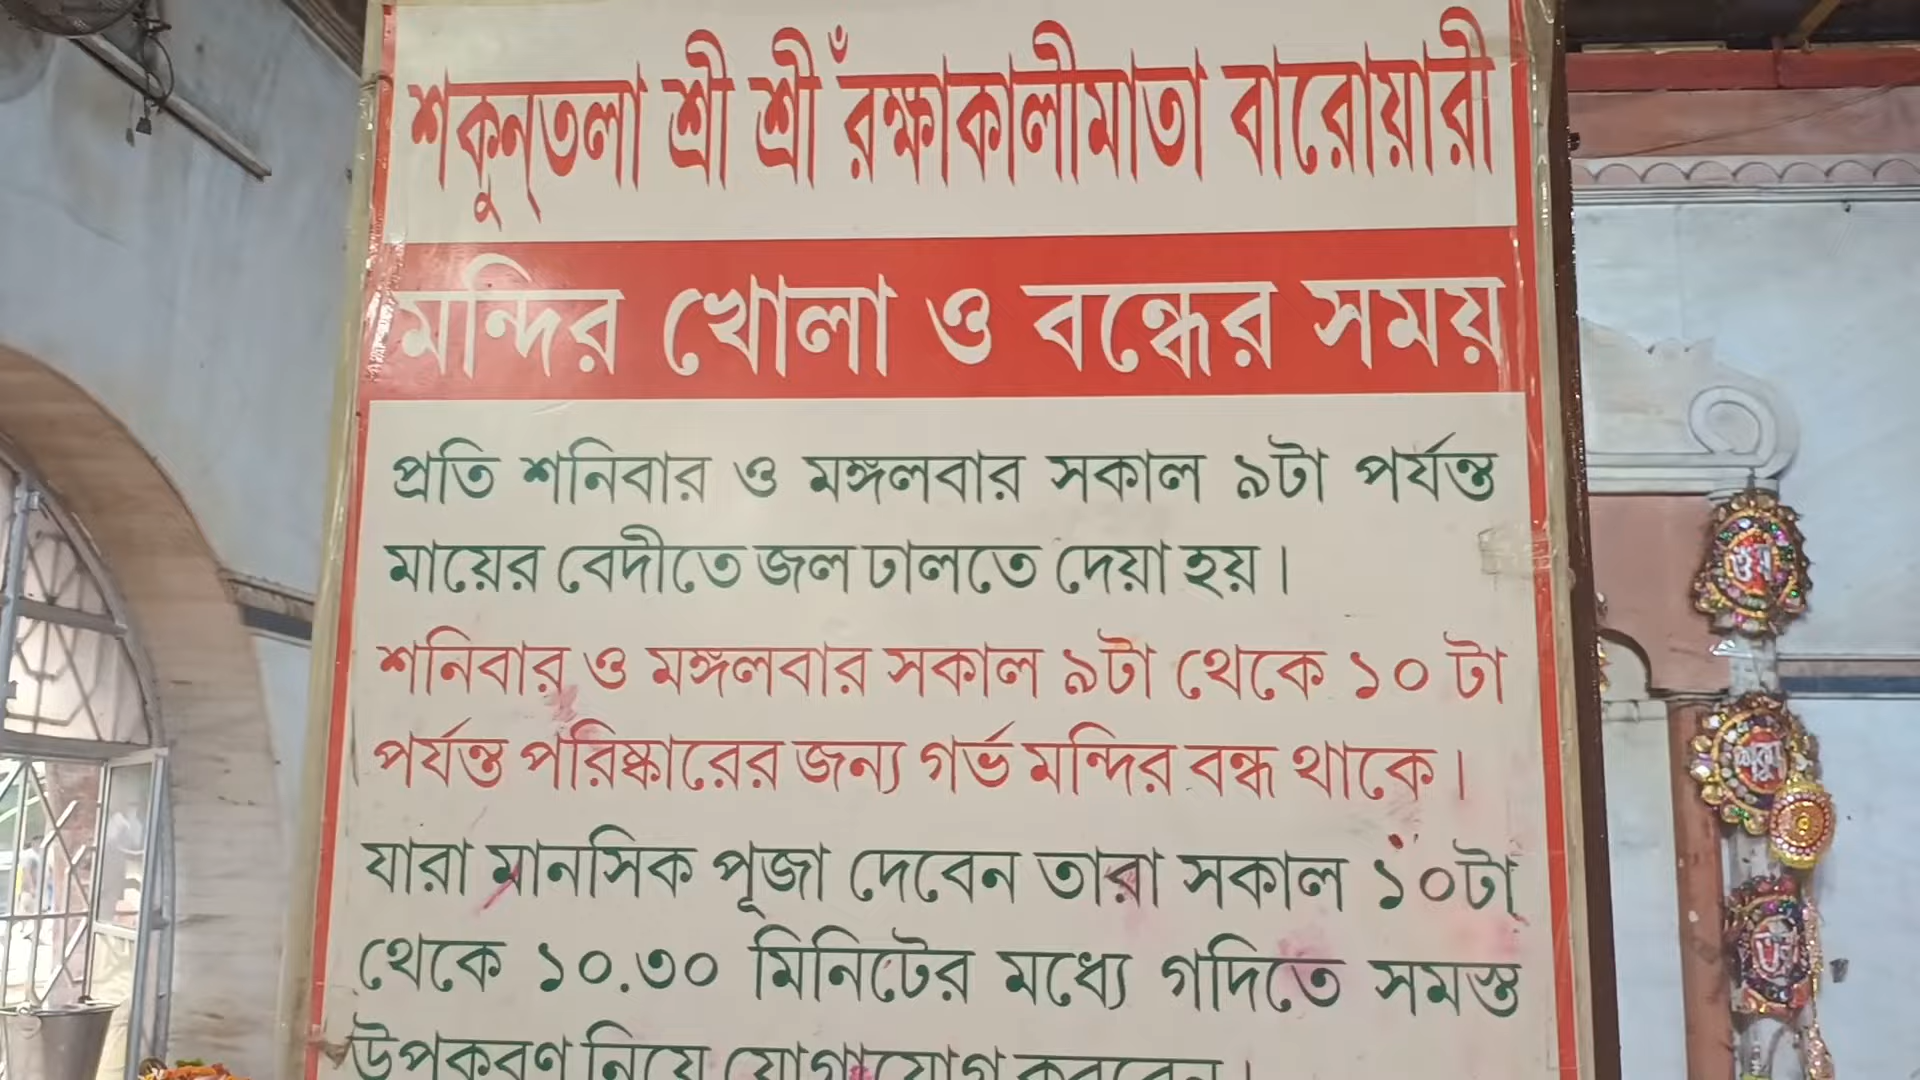 শকুন্‌তলা শ্রী শ্রী ঁরক্ষাকালীমাতা বারোয়ারী
মন্দির খোলা ও বন্ধের সময়
প্রতি শনিবার ও মঙ্গলবার সকাল ৯টা পর্যন্ত
মায়ের বেদীতে জল ঢালতে দেয়া হয়।
শনিবার ও মঙ্গলবার সকাল ৯টা থেকে ১০ টা
পর্যন্ত পরিষ্কারের জন্য গর্ভ মন্দির বন্ধ থাকে।
যারা মানসিক পূজা দেবেন তারা সকাল ১০টা
থেকে ১০.৩০ মিনিটের মধ্যে গদিতে সমস্ত
উপকরণ নিয়ে যোগাযোগ করবেন।